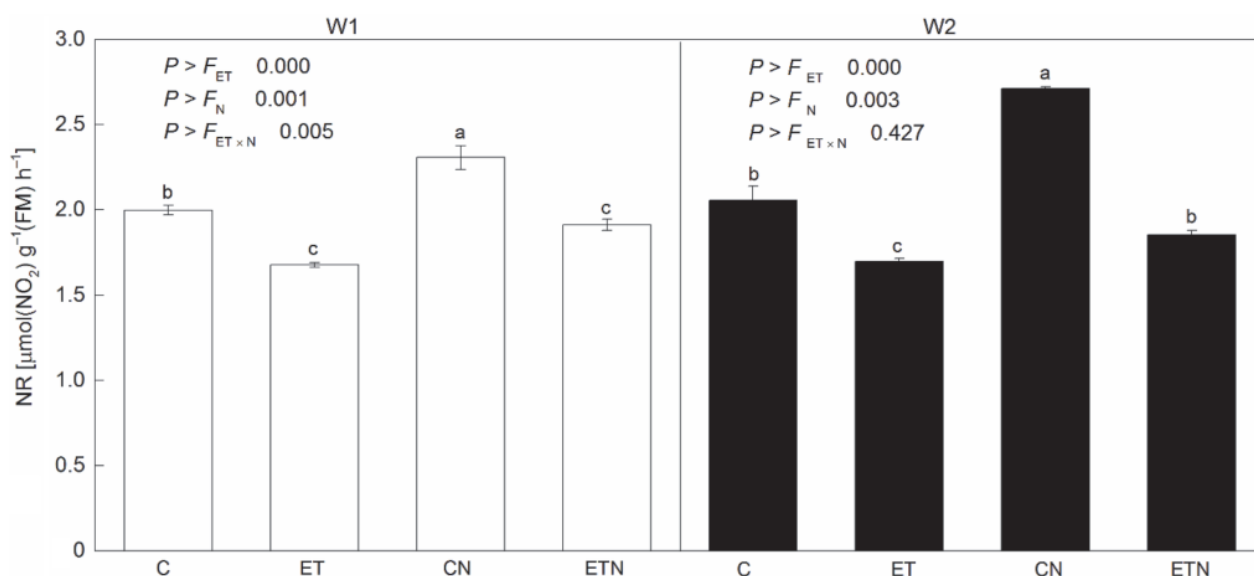 W1 W2
3.0
2.5
2.0
1.5
1.0
0.5
0
NR [μmol(NO₂) g⁻¹(FM) h⁻¹]
P > F_ET 0.000
P > F_N 0.001
P > F_ET × N 0.005
b
c
a
c
P > F_ET 0.000
P > F_N 0.003
P > F_ET × N 0.427
b
c
a
b
C ET CN ETN C ET CN ETN